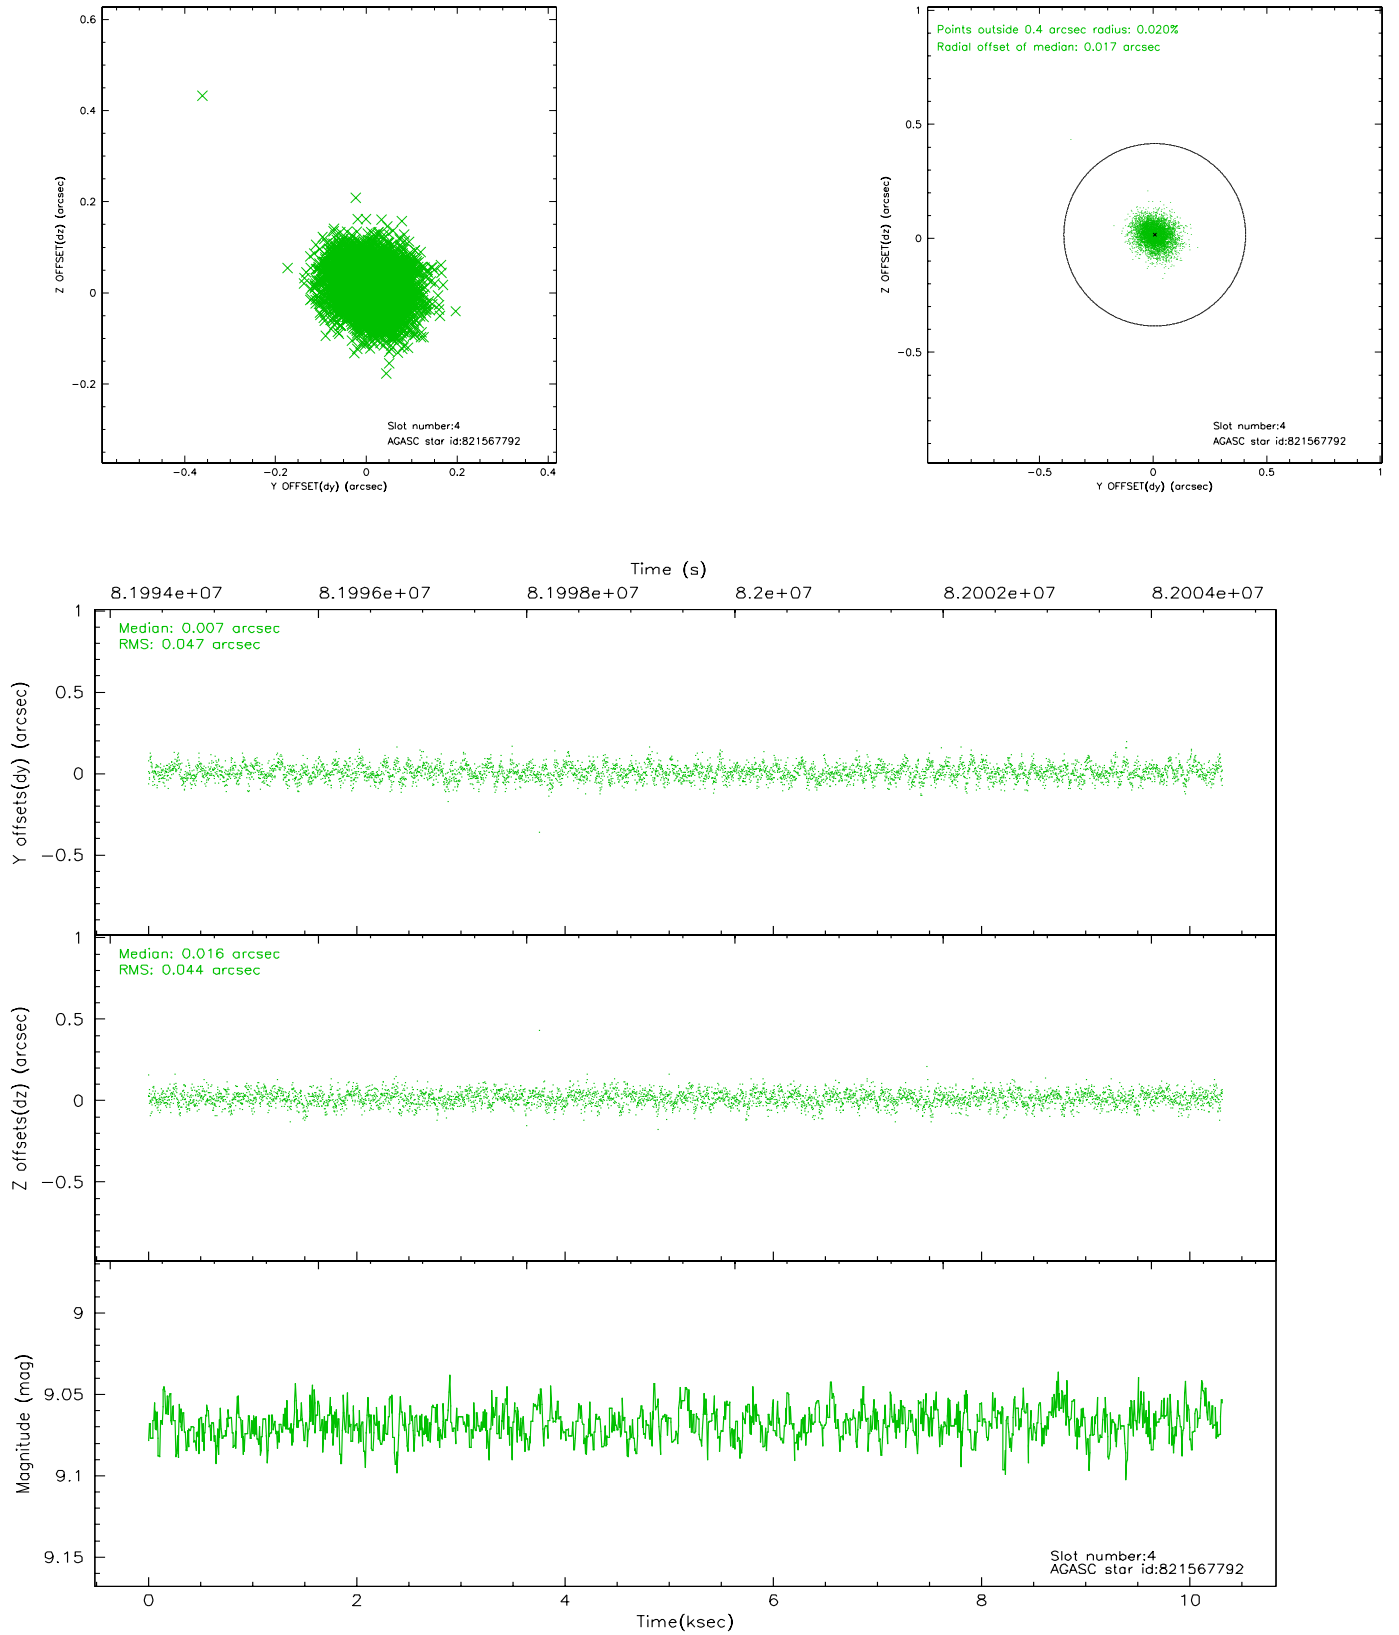 0.6
0.4
0.2
0
−0.2
Z OFFSET(dz) (arcsec)
Slot number:4
AGASC star id:821567792
−0.4 −0.2 0 0.2 0.4
Y OFFSET(dy) (arcsec)
Points outside 0.4 arcsec radius: 0.020%
Radial offset of median: 0.017 arcsec
1
0.5
0
−0.5
Z OFFSET(dz) (arcsec)
Slot number:4
AGASC star id:821567792
−0.5 0 0.5 1
Y OFFSET(dy) (arcsec)
Time (s)
8.1994e+07 8.1996e+07 8.1998e+07 8.2e+07 8.2002e+07 8.2004e+07
Median: 0.007 arcsec
RMS: 0.047 arcsec
1
0.5
0
−0.5
Y offsets(dy) (arcsec)
Median: 0.016 arcsec
RMS: 0.044 arcsec
1
0.5
0
−0.5
Z offsets(dz) (arcsec)
9
9.05
9.1
9.15
Magnitude (mag)
Slot number:4
AGASC star id:821567792
0 2 4 6 8 10
Time(ksec)